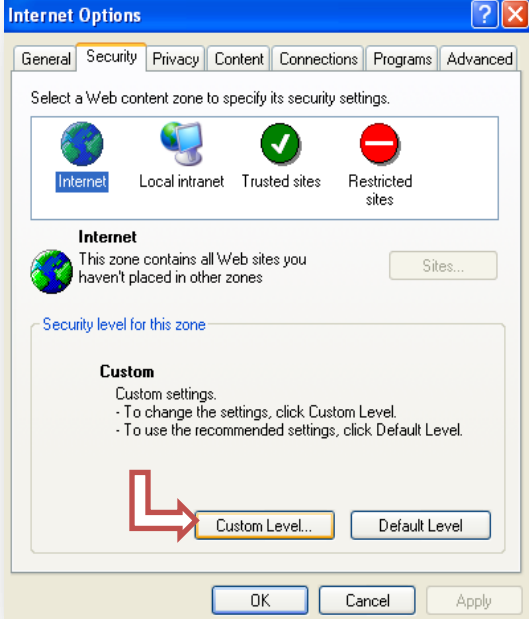 Internet Options
General Security Privacy Content Connections Programs Advanced
Select a Web content zone to specify its security settings.
Internet Local intranet Trusted sites Restricted
sites
Internet
This zone contains all Web sites you
haven't placed in other zones
Sites...
Security level for this zone
Custom
Custom settings.
- To change the settings, click Custom Level.
- To use the recommended settings, click Default Level.
Custom Level... Default Level
OK Cancel Apply